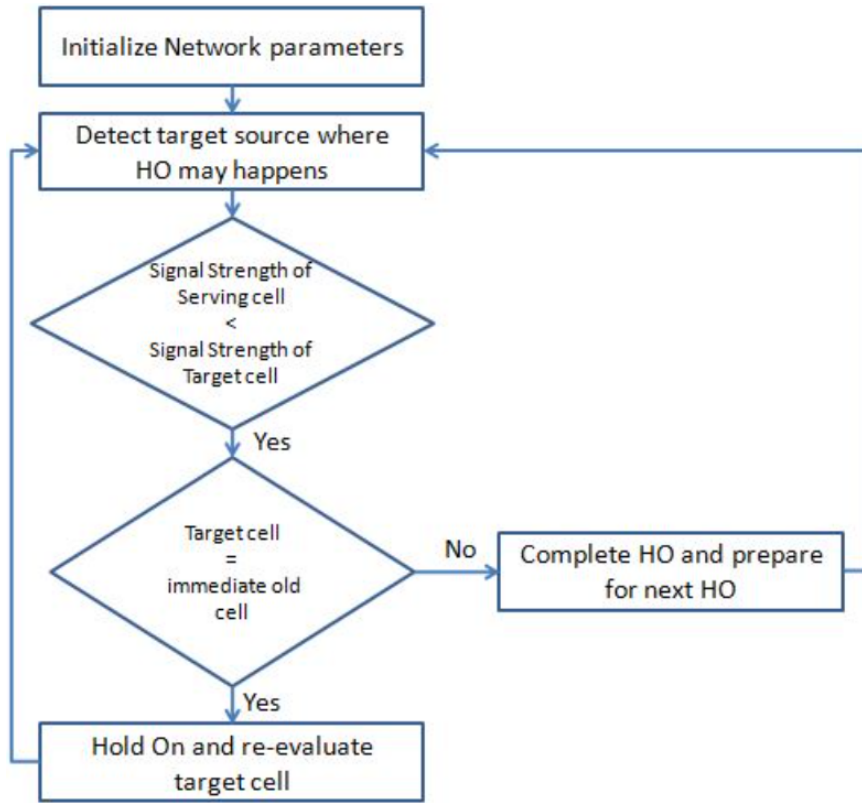 Initialize Network parameters
Detect target source where
HO may happens
Signal Strength of
Serving cell
<
Signal Strength of
Target cell
Yes
Target cell
=
immediate old
cell
No
Complete HO and prepare
for next HO
Yes
Hold On and re-evaluate
target cell